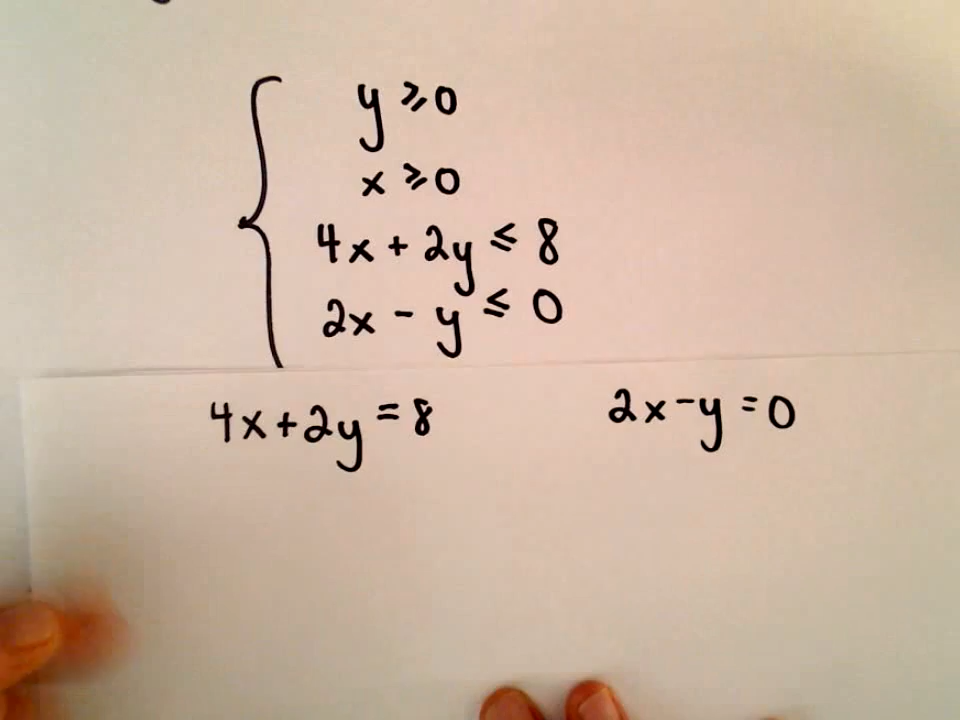 y ≥ 0
x ≥ 0
4x + 2y ≤ 8
2x - y ≤ 0
4x + 2y = 8
2x - y = 0